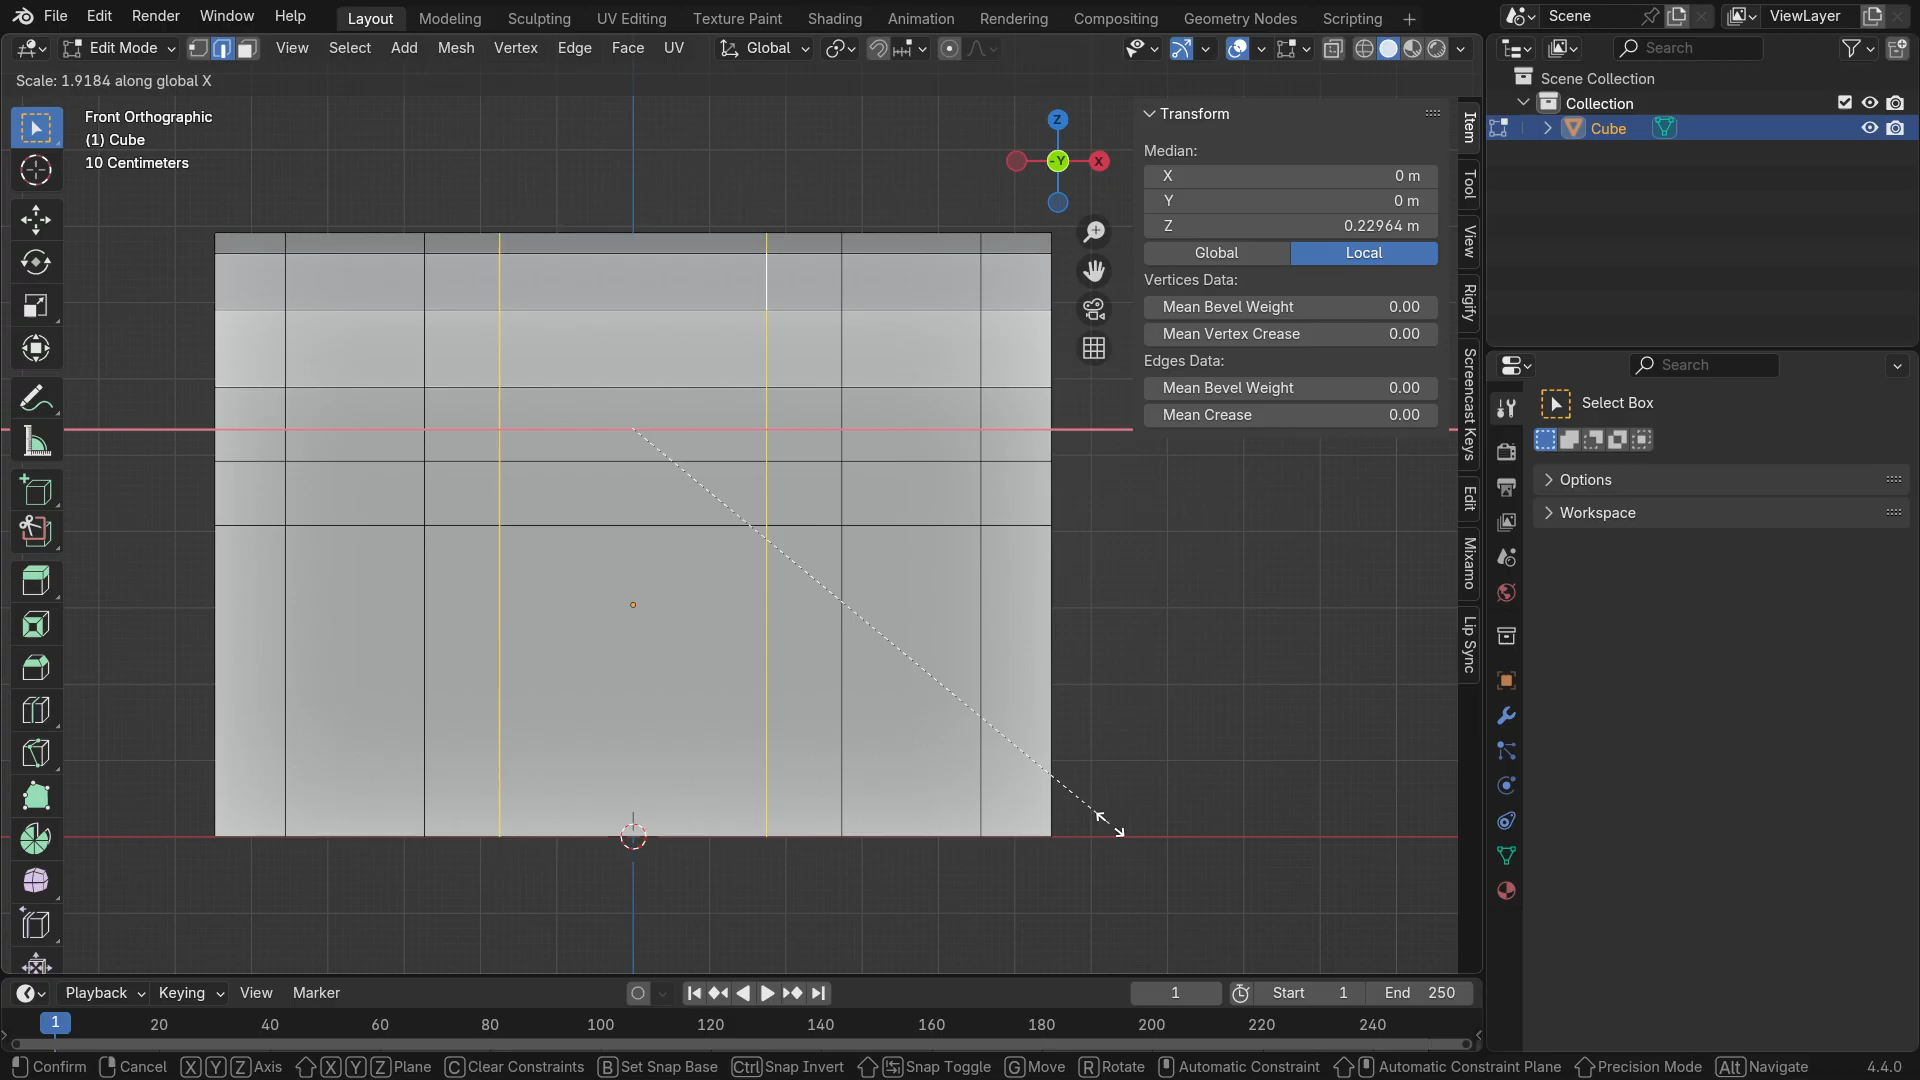 File Edit Render Window Help Layout Modeling Sculpting UV Editing Texture Paint Shading Animation Rendering Compositing Geometry Nodes Scripting Scene ViewLayer
Edit Mode View Select Add Mesh Vertex Edge Face UV Global Search
Scale: 1.9184 along global X
Front Orthographic
(1) Cube
10 Centimeters
Z
-Y X
Transform
Median:
X 0 m
Y 0 m
Z 0.22964 m
Global Local
Vertices Data:
Mean Bevel Weight 0.00
Mean Vertex Crease 0.00
Edges Data:
Mean Bevel Weight 0.00
Mean Crease 0.00
Item
Tool
View
Rigify
Screencast Keys
Edit
Mixamo
Lip Sync
Scene Collection
Collection
Cube
Search
Select Box
Options
Workspace
Playback Keying View Marker 1 Start 1 End 250
1 20 40 60 80 100 120 140 160 180 200 220 240
Confirm Cancel X Y Z Axis X Y Z Plane C Clear Constraints B Set Snap Base Ctrl Snap Invert Snap Toggle G Move R Rotate Automatic Constraint Automatic Constraint Plane Precision Mode Alt Navigate 4.4.0